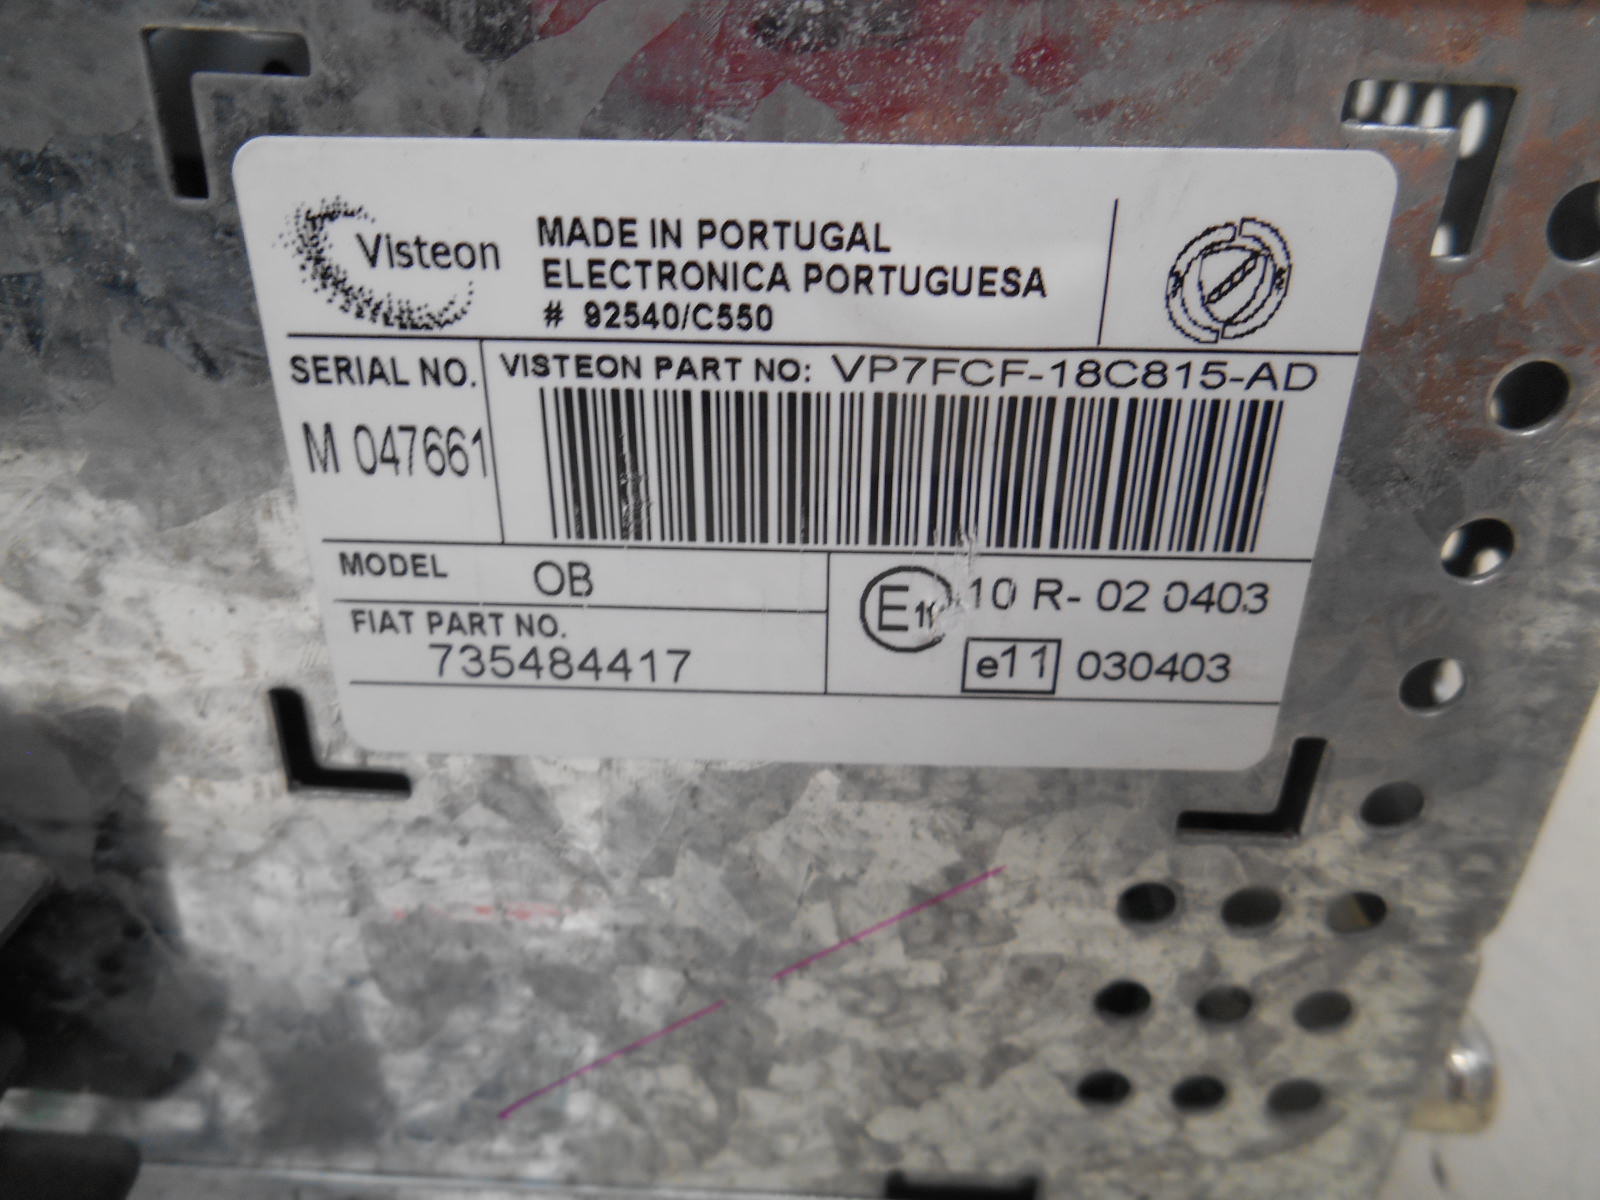 Visteon
MADE IN PORTUGAL
ELECTRONICA PORTUGUESA
# 92540/C550
SERIAL NO.
M 047661
VISTEON PART NO: VP7FCF-18C815-AD
MODEL OB
FIAT PART NO.
735484417
E 10 R- 02 0403
e11 030403